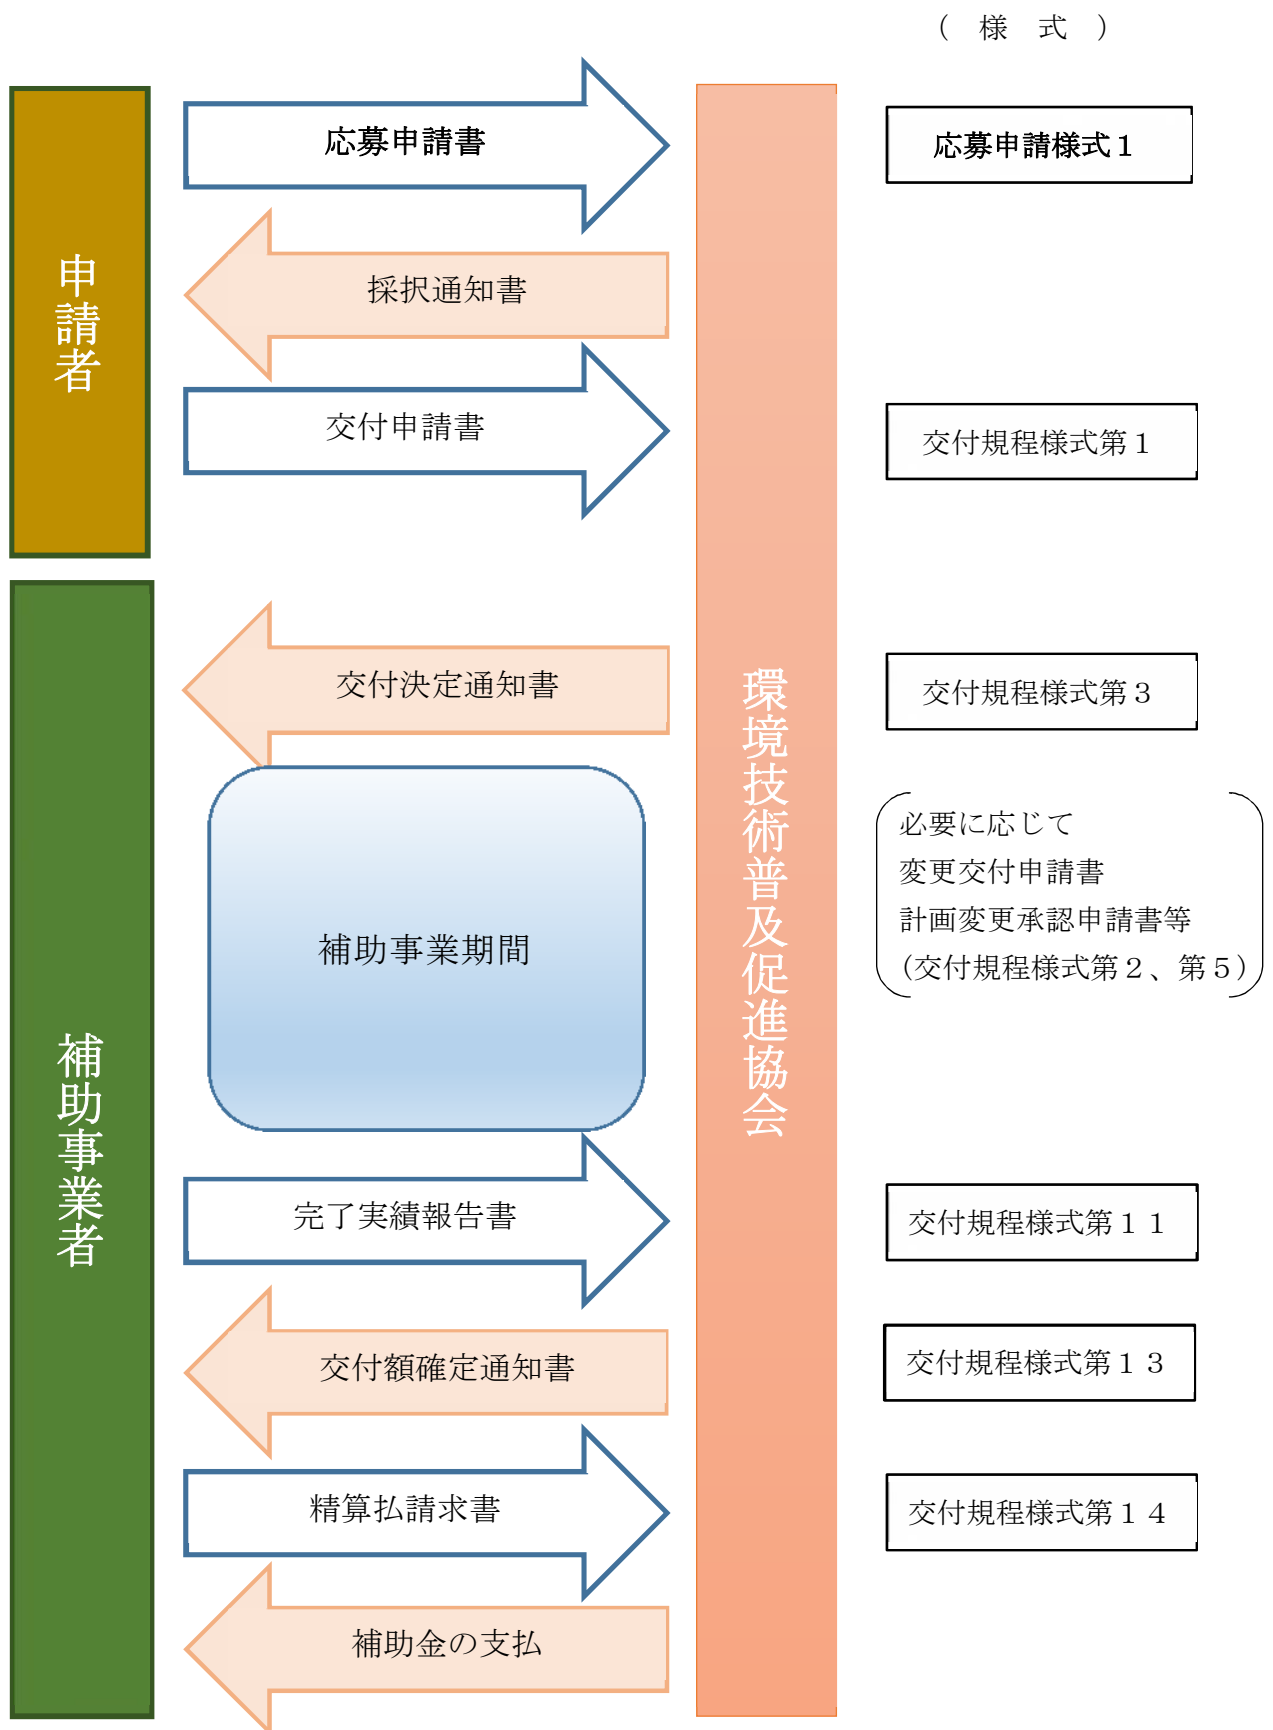 （　様　式　）
応募申請書
応募申請様式１
申請者
採択通知書
交付申請書
交付規程様式第１
交付決定通知書
交付規程様式第３
環境技術普及促進協会
必要に応じて
変更交付申請書
計画変更承認申請書等
（交付規程様式第２、第５）
補助事業期間
補助事業者
完了実績報告書
交付規程様式第１１
交付額確定通知書
交付規程様式第１３
精算払請求書
交付規程様式第１４
補助金の支払